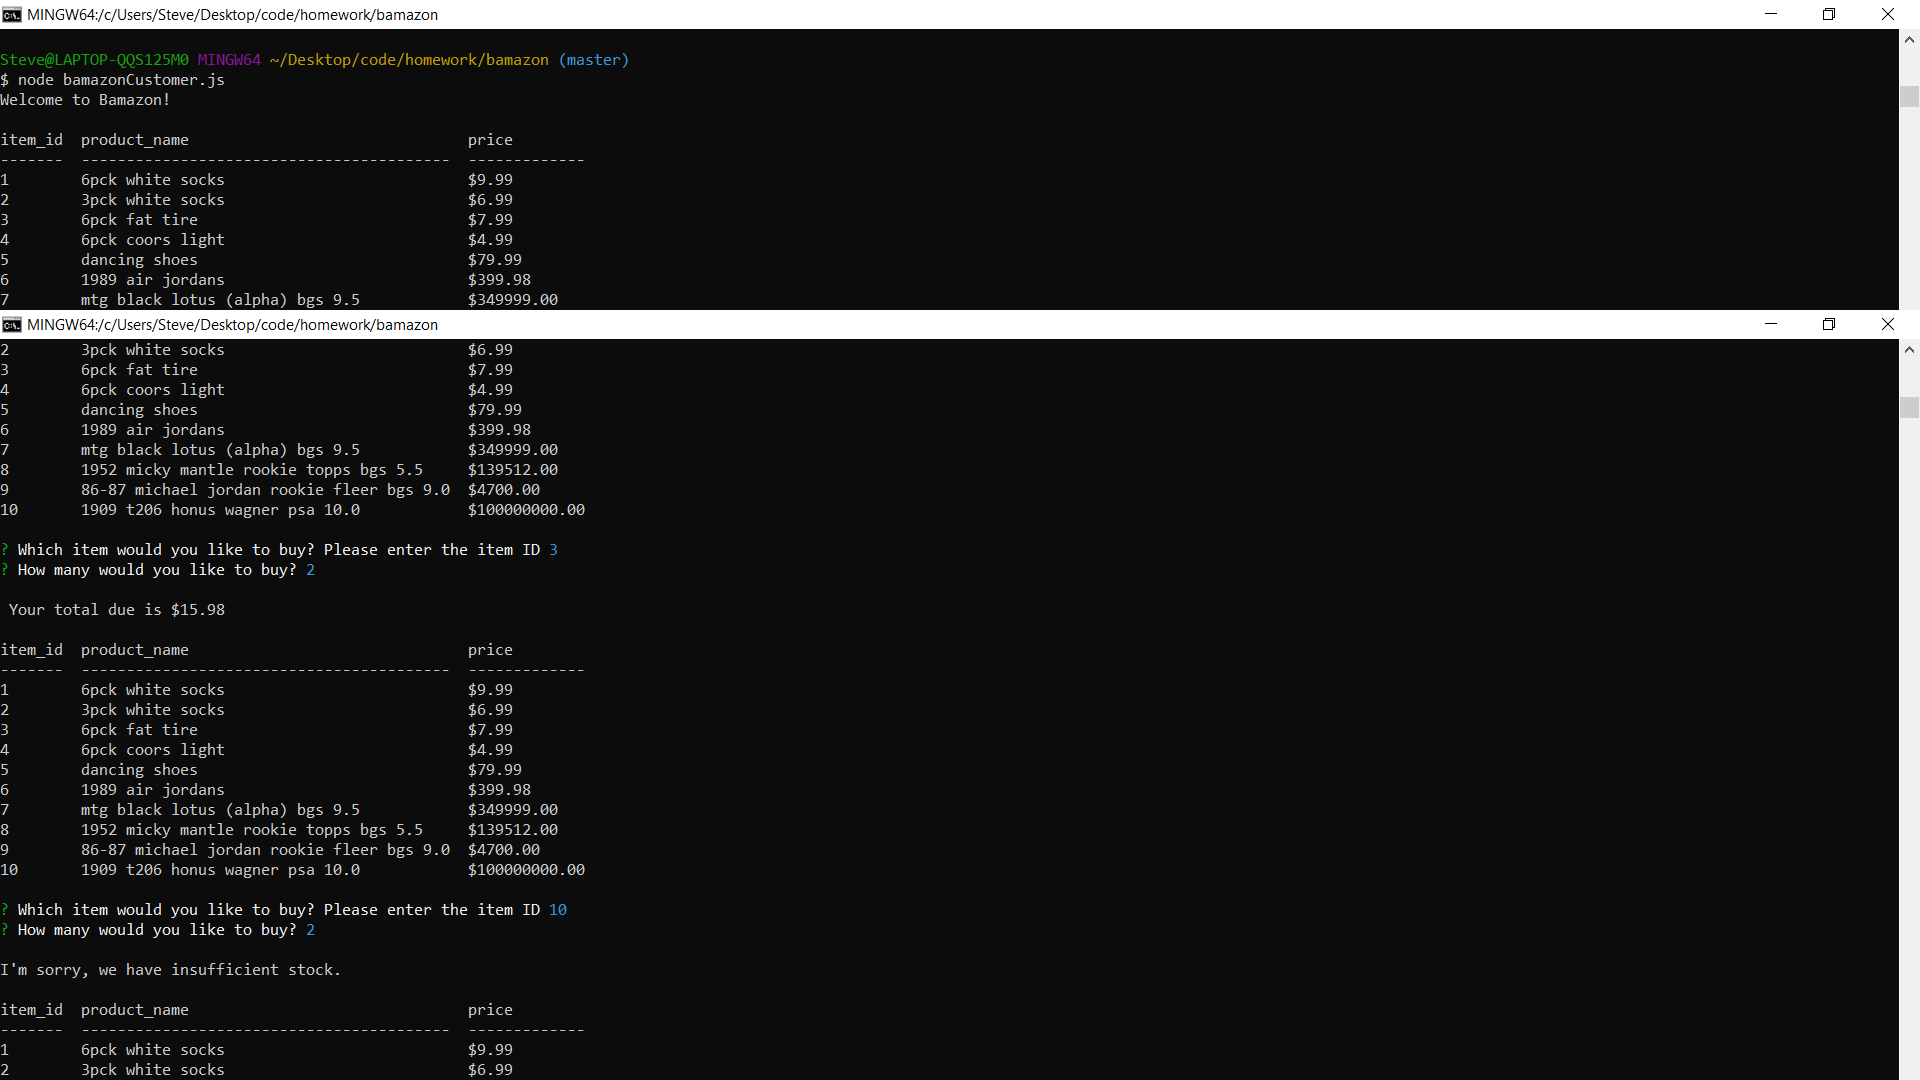 MINGW64:/c/Users/Steve/Desktop/code/homework/bamazon
Steve@LAPTOP-QQS125M0 MINGW64 ~/Desktop/code/homework/bamazon (master)
$ node bamazonCustomer.js
Welcome to Bamazon!
item_id  product_name                               price
-------  -----------------------------------------  -------------
1        6pck white socks                           $9.99
2        3pck white socks                           $6.99
3        6pck fat tire                              $7.99
4        6pck coors light                           $4.99
5        dancing shoes                              $79.99
6        1989 air jordans                           $399.98
7        mtg black lotus (alpha) bgs 9.5            $349999.00
MINGW64:/c/Users/Steve/Desktop/code/homework/bamazon
2        3pck white socks                           $6.99
3        6pck fat tire                              $7.99
4        6pck coors light                           $4.99
5        dancing shoes                              $79.99
6        1989 air jordans                           $399.98
7        mtg black lotus (alpha) bgs 9.5            $349999.00
8        1952 micky mantle rookie topps bgs 5.5     $139512.00
9        86-87 michael jordan rookie fleer bgs 9.0  $4700.00
10       1909 t206 honus wagner psa 10.0            $100000000.00
? Which item would you like to buy? Please enter the item ID 3
? How many would you like to buy? 2
Your total due is $15.98
item_id  product_name                               price
-------  -----------------------------------------  -------------
1        6pck white socks                           $9.99
2        3pck white socks                           $6.99
3        6pck fat tire                              $7.99
4        6pck coors light                           $4.99
5        dancing shoes                              $79.99
6        1989 air jordans                           $399.98
7        mtg black lotus (alpha) bgs 9.5            $349999.00
8        1952 micky mantle rookie topps bgs 5.5     $139512.00
9        86-87 michael jordan rookie fleer bgs 9.0  $4700.00
10       1909 t206 honus wagner psa 10.0            $100000000.00
? Which item would you like to buy? Please enter the item ID 10
? How many would you like to buy? 2
I'm sorry, we have insufficient stock.
item_id  product_name                               price
-------  -----------------------------------------  -------------
1        6pck white socks                           $9.99
2        3pck white socks                           $6.99